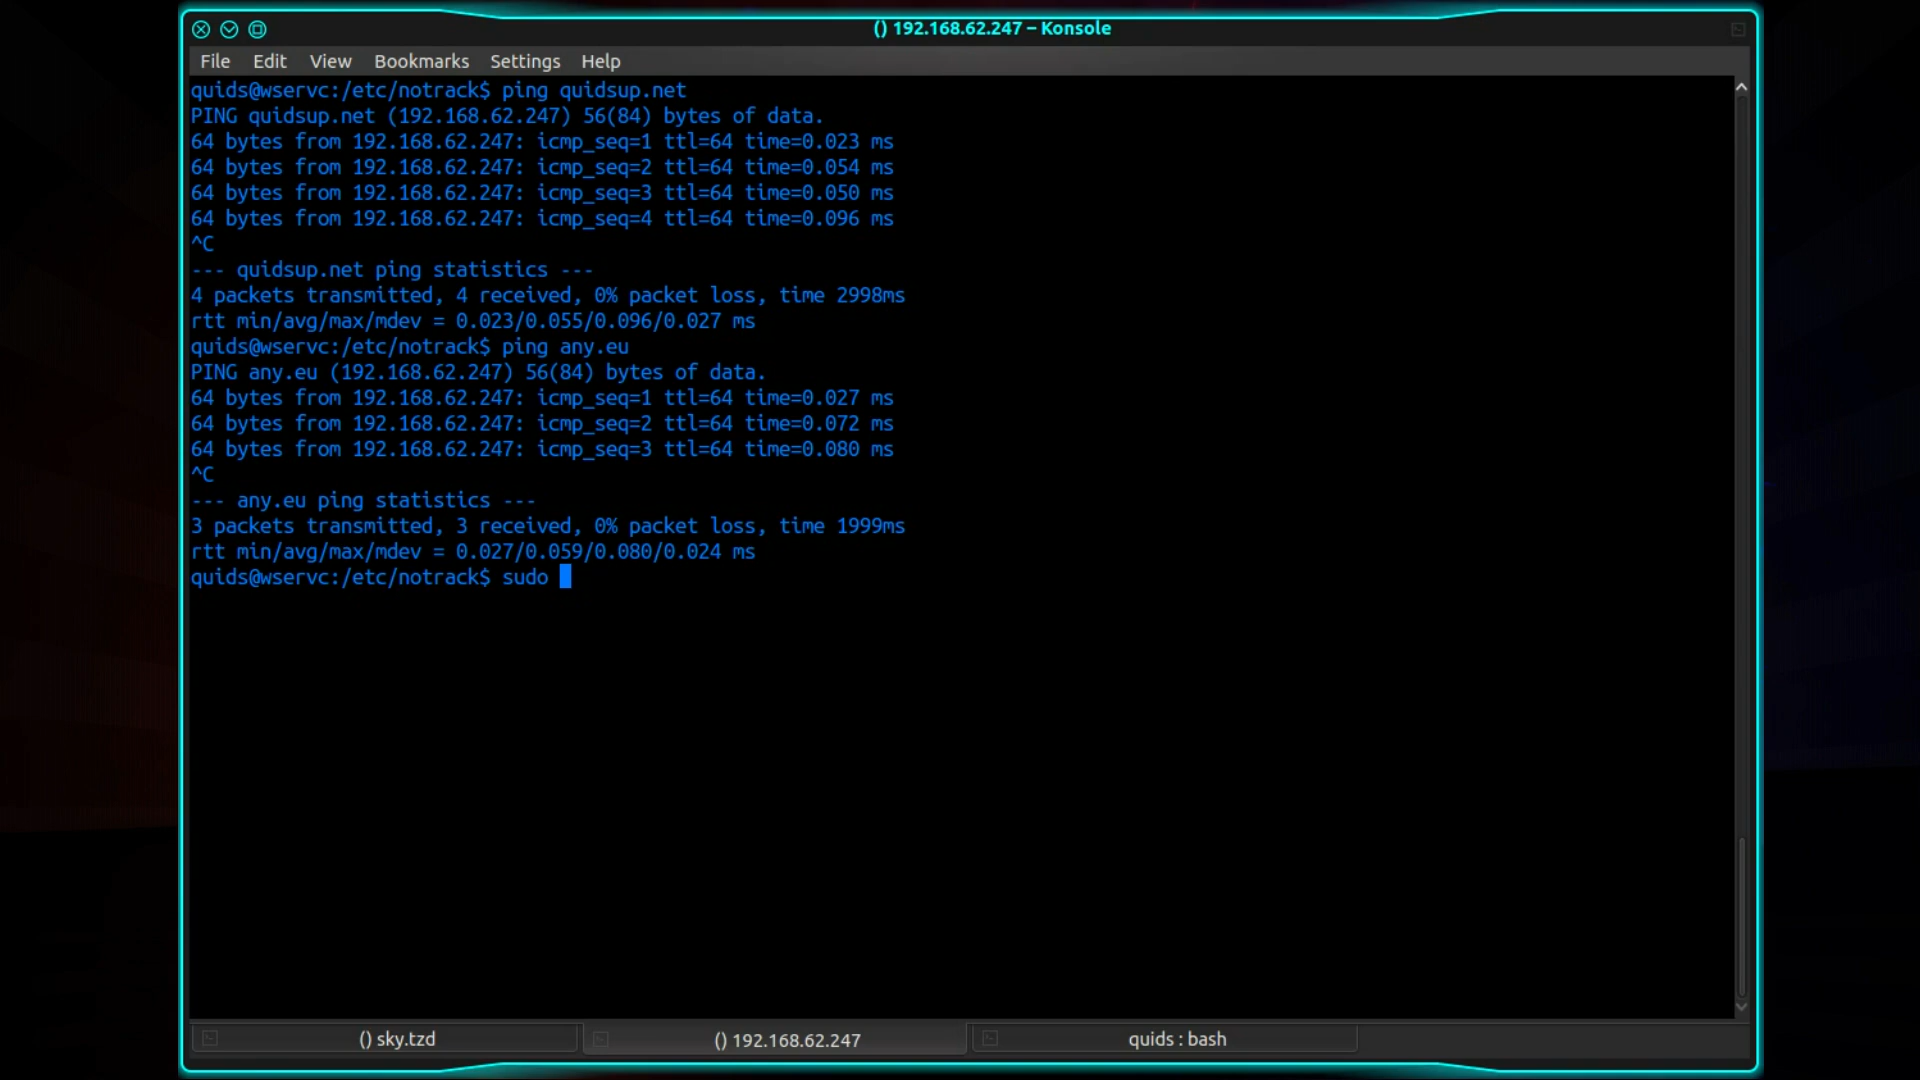 () 192.168.62.247 – Konsole
File Edit View Bookmarks Settings Help
quids@wservc:/etc/notrack$ ping quidsup.net
PING quidsup.net (192.168.62.247) 56(84) bytes of data.
64 bytes from 192.168.62.247: icmp_seq=1 ttl=64 time=0.023 ms
64 bytes from 192.168.62.247: icmp_seq=2 ttl=64 time=0.054 ms
64 bytes from 192.168.62.247: icmp_seq=3 ttl=64 time=0.050 ms
64 bytes from 192.168.62.247: icmp_seq=4 ttl=64 time=0.096 ms
^C
--- quidsup.net ping statistics ---
4 packets transmitted, 4 received, 0% packet loss, time 2998ms
rtt min/avg/max/mdev = 0.023/0.055/0.096/0.027 ms
quids@wservc:/etc/notrack$ ping any.eu
PING any.eu (192.168.62.247) 56(84) bytes of data.
64 bytes from 192.168.62.247: icmp_seq=1 ttl=64 time=0.027 ms
64 bytes from 192.168.62.247: icmp_seq=2 ttl=64 time=0.072 ms
64 bytes from 192.168.62.247: icmp_seq=3 ttl=64 time=0.080 ms
^C
--- any.eu ping statistics ---
3 packets transmitted, 3 received, 0% packet loss, time 1999ms
rtt min/avg/max/mdev = 0.027/0.059/0.080/0.024 ms
quids@wservc:/etc/notrack$ sudo
() sky.tzd () 192.168.62.247 quids : bash